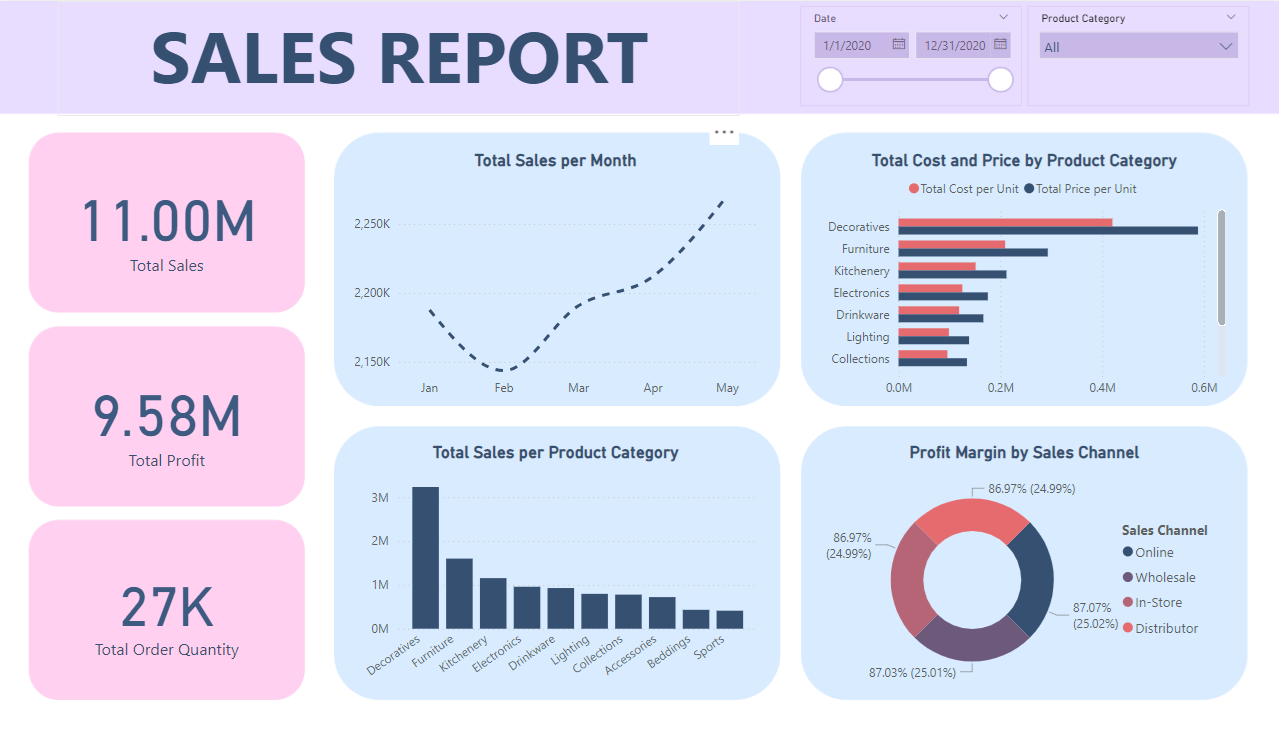 SALES REPORT
Date
1/1/2020
12/31/2020
Product Category
All
11.00M
Total Sales
9.58M
Total Profit
27K
Total Order Quantity
Total Sales per Month
2,250K
2,200K
2,150K
Jan Feb Mar Apr May
Total Cost and Price by Product Category
Total Cost per Unit Total Price per Unit
Decoratives
Furniture
Kitchenery
Electronics
Drinkware
Lighting
Collections
0.0M 0.2M 0.4M 0.6M
Total Sales per Product Category
3M
2M
1M
0M
Decoratives Furniture Kitchenery Electronics Drinkware Lighting Collections Accessories Beddings Sports
Profit Margin by Sales Channel
86.97% (24.99%)
86.97%
(24.99%)
87.07%
(25.02%)
87.03% (25.01%)
Sales Channel
Online
Wholesale
In-Store
Distributor